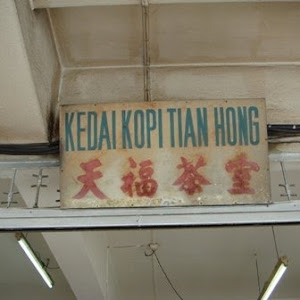 KEDAI KOPI TIAN HONG
天福茶室